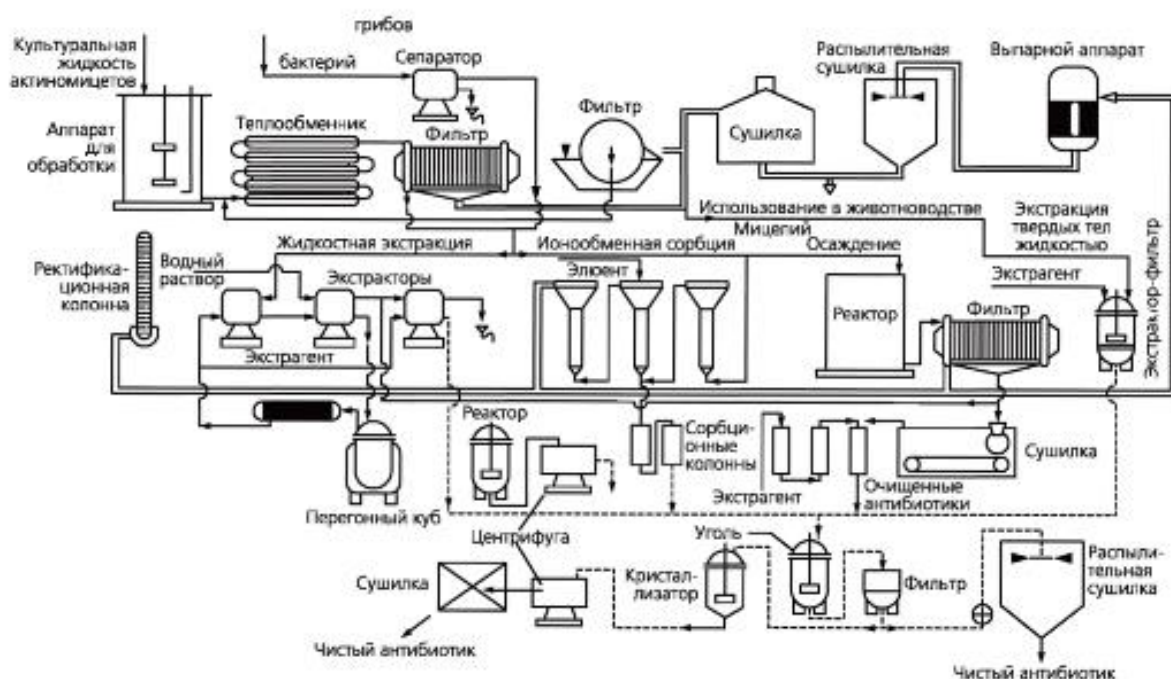 грибов
Культуральная
жидкость
актиномицетов
бактерий
Сепаратор
Распылительная
сушилка
Выпарной аппарат
Аппарат
для
обработки
Теплообменник
Фильтр
Фильтр
Сушилка
Использование в животноводстве
Мицелий
Экстракция
твердых тел
жидкостью
Ректифика-
ционная
колонна
Водный
раствор
Жидкостная экстракция
Ионообменная сорбция
Осаждение
Экстракторы
Элюент
Экстрагент
Реактор
Фильтр
Экстрактор-фильтр
Экстрагент
Реактор
Сорбци-
онные
колонны
Сушилка
Экстрагент
Очищенные
антибиотики
Перегонный куб
Центрифуга
Уголь
Сушилка
Кристал-
лизатор
Фильтр
Распыли-
тельная
сушилка
Чистый антибиотик
Чистый антибиотик